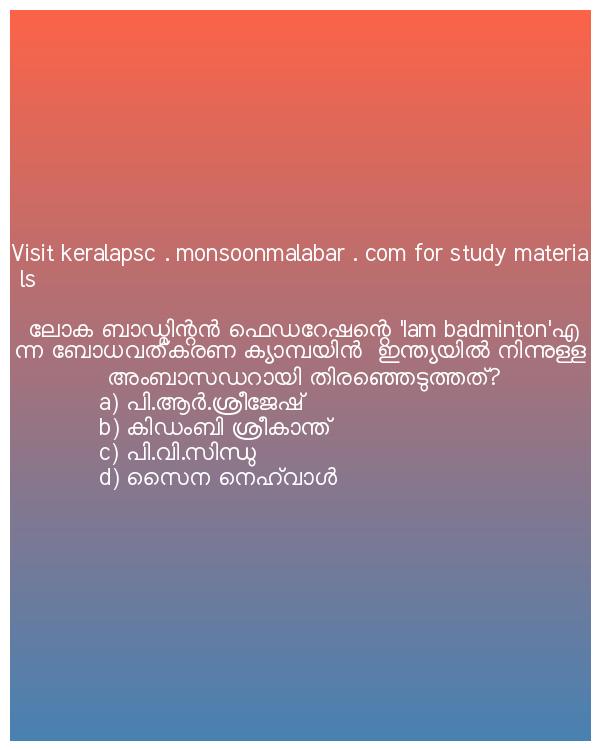 Visit keralapsc . monsoonmalabar . com for study materia
ls
ലോക ബാഡ്മിന്റൻ ഫെഡറേഷന്റെ 'Iam badminton'എ
ന്ന ബോധവത്കരണ ക്യാമ്പയിൻ ഇന്ത്യയിൽ നിന്നുള്ള
അംബാസഡറായി തിരഞ്ഞെടുത്തത്?
a) പി.ആർ.ശ്രീജേഷ്
b) കിഡംബി ശ്രീകാന്ത്
c) പി.വി.സിന്ധു
d) സൈന നെഹ്‌വാൾ